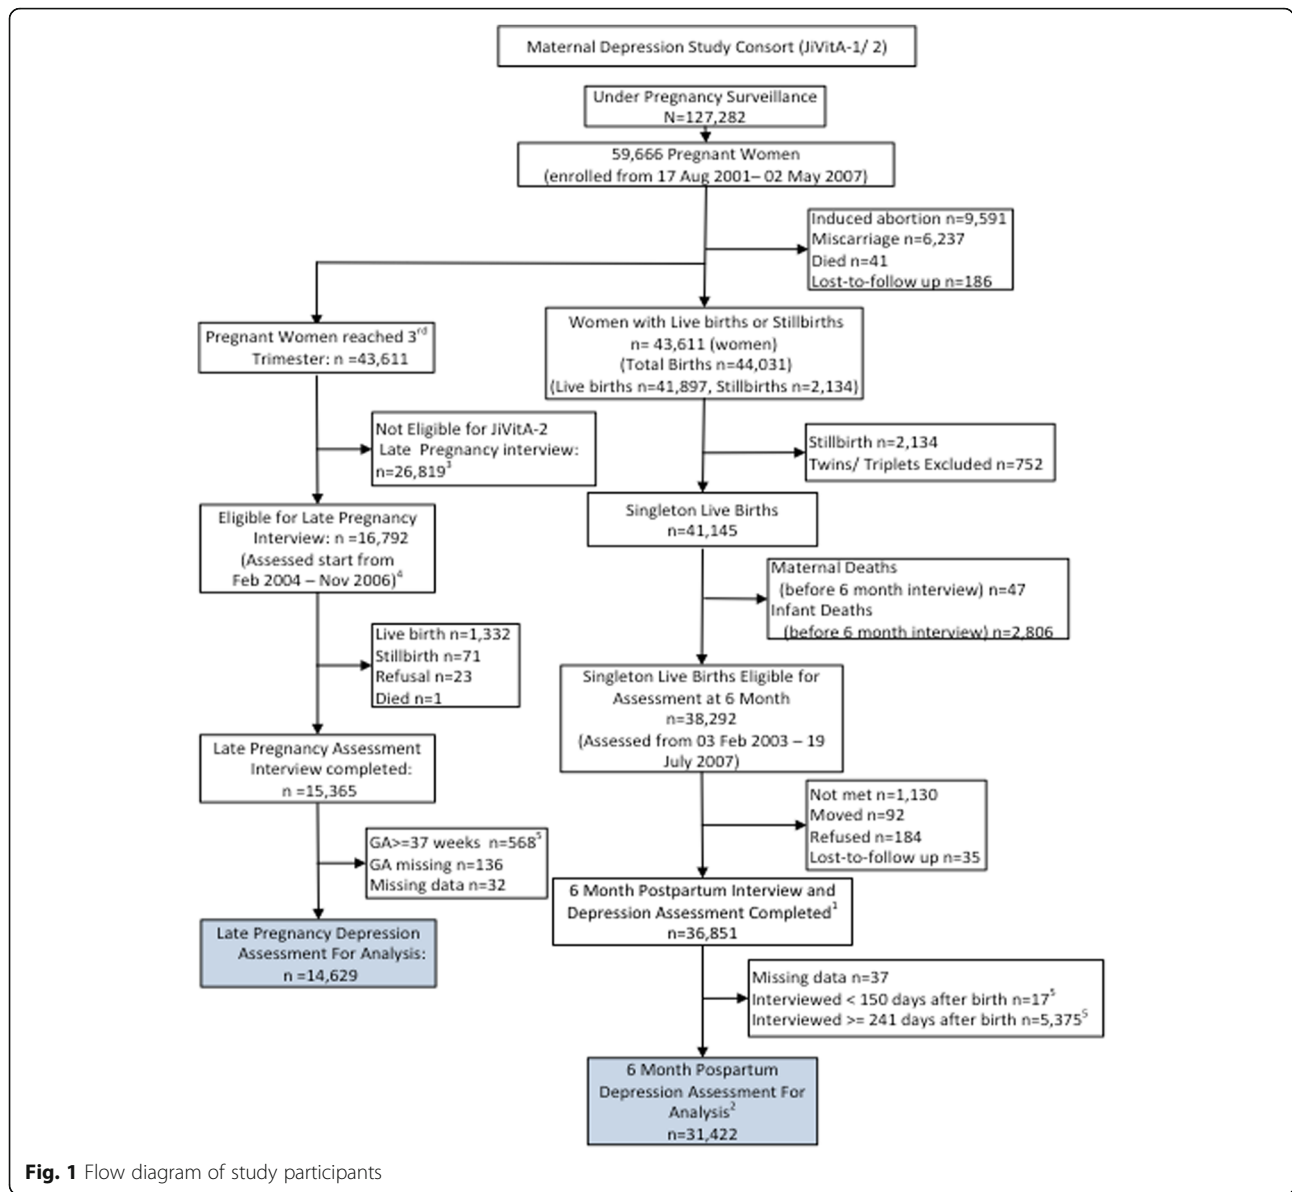 Maternal Depression Study Consort (JiVitA-1/ 2)
Under Pregnancy Surveillance
N=127,282
59,666 Pregnant Women
(enrolled from 17 Aug 2001– 02 May 2007)
Induced abortion n=9,591
Miscarriage n=6,237
Died n=41
Lost-to-follow up n=186
Pregnant Women reached 3rd
Trimester: n =43,611
Women with Live births or Stillbirths
n= 43,611 (women)
(Total Births n=44,031)
(Live births n=41,897, Stillbirths n=2,134)
Not Eligible for JiVitA-2
Late Pregnancy interview:
n=26,819³
Stillbirth n=2,134
Twins/ Triplets Excluded n=752
Eligible for Late Pregnancy
Interview: n =16,792
(Assessed start from
Feb 2004 – Nov 2006)⁴
Singleton Live Births
n=41,145
Maternal Deaths
(before 6 month interview) n=47
Infant Deaths
(before 6 month interview) n=2,806
Live birth n=1,332
Stillbirth n=71
Refusal n=23
Died n=1
Singleton Live Births Eligible for
Assessment at 6 Month
n=38,292
(Assessed from 03 Feb 2003 – 19
July 2007)
Late Pregnancy Assessment
Interview completed:
n =15,365
Not met n=1,130
Moved n=92
Refused n=184
Lost-to-follow up n=35
GA>=37 weeks n=568⁵
GA missing n=136
Missing data n=32
6 Month Postpartum Interview and
Depression Assessment Completed¹
n=36,851
Late Pregnancy Depression
Assessment For Analysis:
n =14,629
Missing data n=37
Interviewed < 150 days after birth n=17⁵
Interviewed >= 241 days after birth n=5,375⁵
6 Month Pospartum
Depression Assessment For
Analysis²
n=31,422
Fig. 1 Flow diagram of study participants